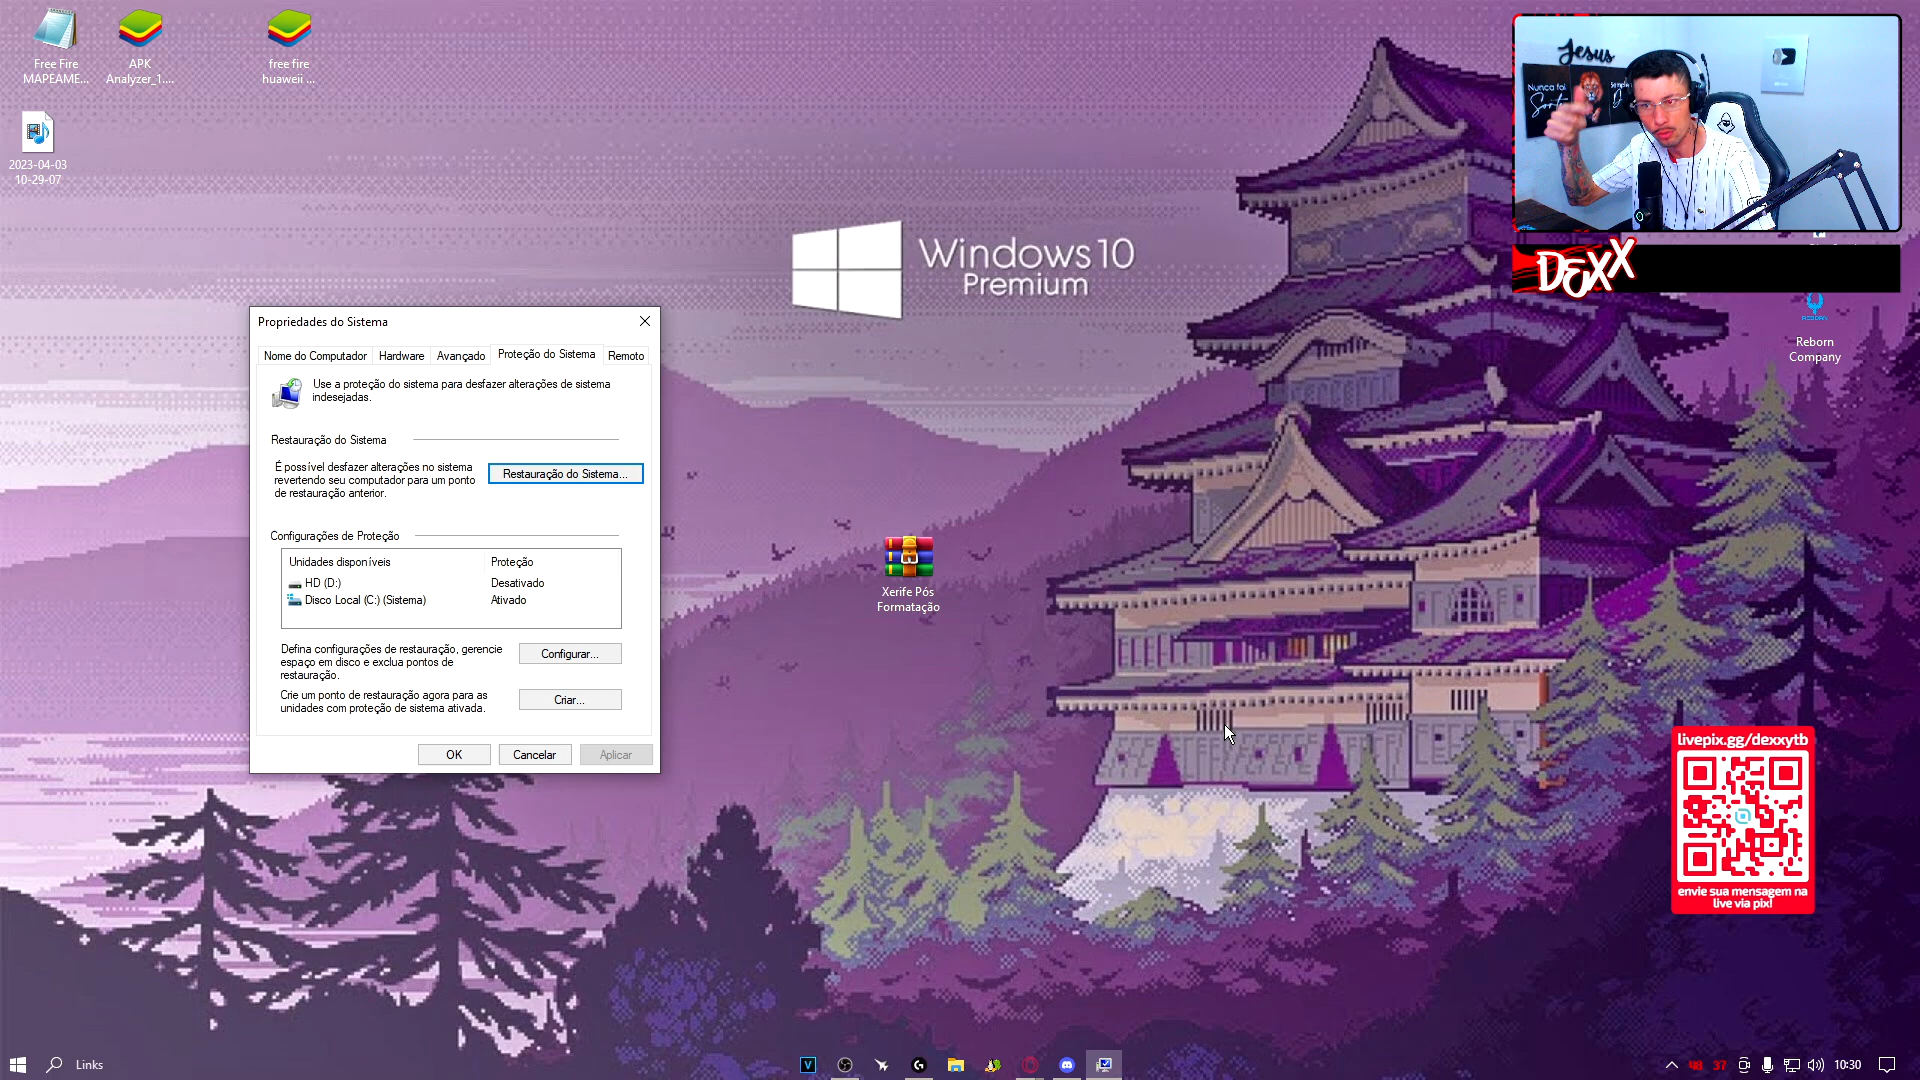 Free Fire
MAPEAME...
APK
Analyzer_1....
free fire
huaweii ...
2023-04-03
10-29-07
Jesus
Nunca foi
Sorte
DEXX
Reborn
Company
Windows 10
Premium
Propriedades do Sistema
Nome do Computador
Hardware
Avançado
Proteção do Sistema
Remoto
Use a proteção do sistema para desfazer alterações de sistema
indesejadas.
Restauração do Sistema
É possível desfazer alterações no sistema
revertendo seu computador para um ponto
de restauração anterior.
Restauração do Sistema...
Configurações de Proteção
Unidades disponíveis
Proteção
HD (D:)
Desativado
Disco Local (C:) (Sistema)
Ativado
Defina configurações de restauração, gerencie
espaço em disco e exclua pontos de
restauração.
Configurar...
Crie um ponto de restauração agora para as
unidades com proteção de sistema ativada.
Criar...
OK
Cancelar
Aplicar
Xerife Pós
Formatação
livepix.gg/dexxytb
envie sua mensagem na
live via pix!
Links
37
10:30